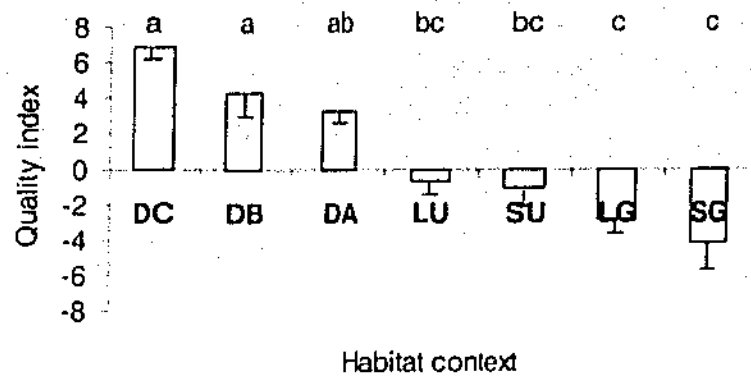 8 a a ab bc bc c c
6
4
2
0
-2
DC DB DA LU SU LG SG
-4
-6
-8
Quality index
Habitat context